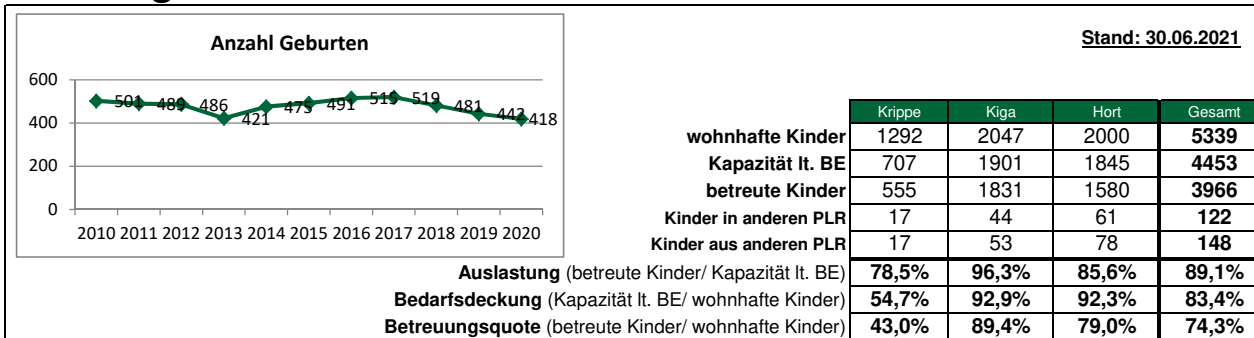 Anzahl Geburten
600
400
200
0
501 489 486 421 475 491 515 519 481 442 418
2010 2011 2012 2013 2014 2015 2016 2017 2018 2019 2020
Stand: 30.06.2021
Krippe Kiga Hort Gesamt
wohnhafte Kinder 1292 2047 2000 5339
Kapazität lt. BE 707 1901 1845 4453
betreute Kinder 555 1831 1580 3966
Kinder in anderen PLR 17 44 61 122
Kinder aus anderen PLR 17 53 78 148
Auslastung (betreute Kinder/ Kapazität lt. BE) 78,5% 96,3% 85,6% 89,1%
Bedarfsdeckung (Kapazität lt. BE/ wohnhafte Kinder) 54,7% 92,9% 92,3% 83,4%
Betreuungsquote (betreute Kinder/ wohnhafte Kinder) 43,0% 89,4% 79,0% 74,3%